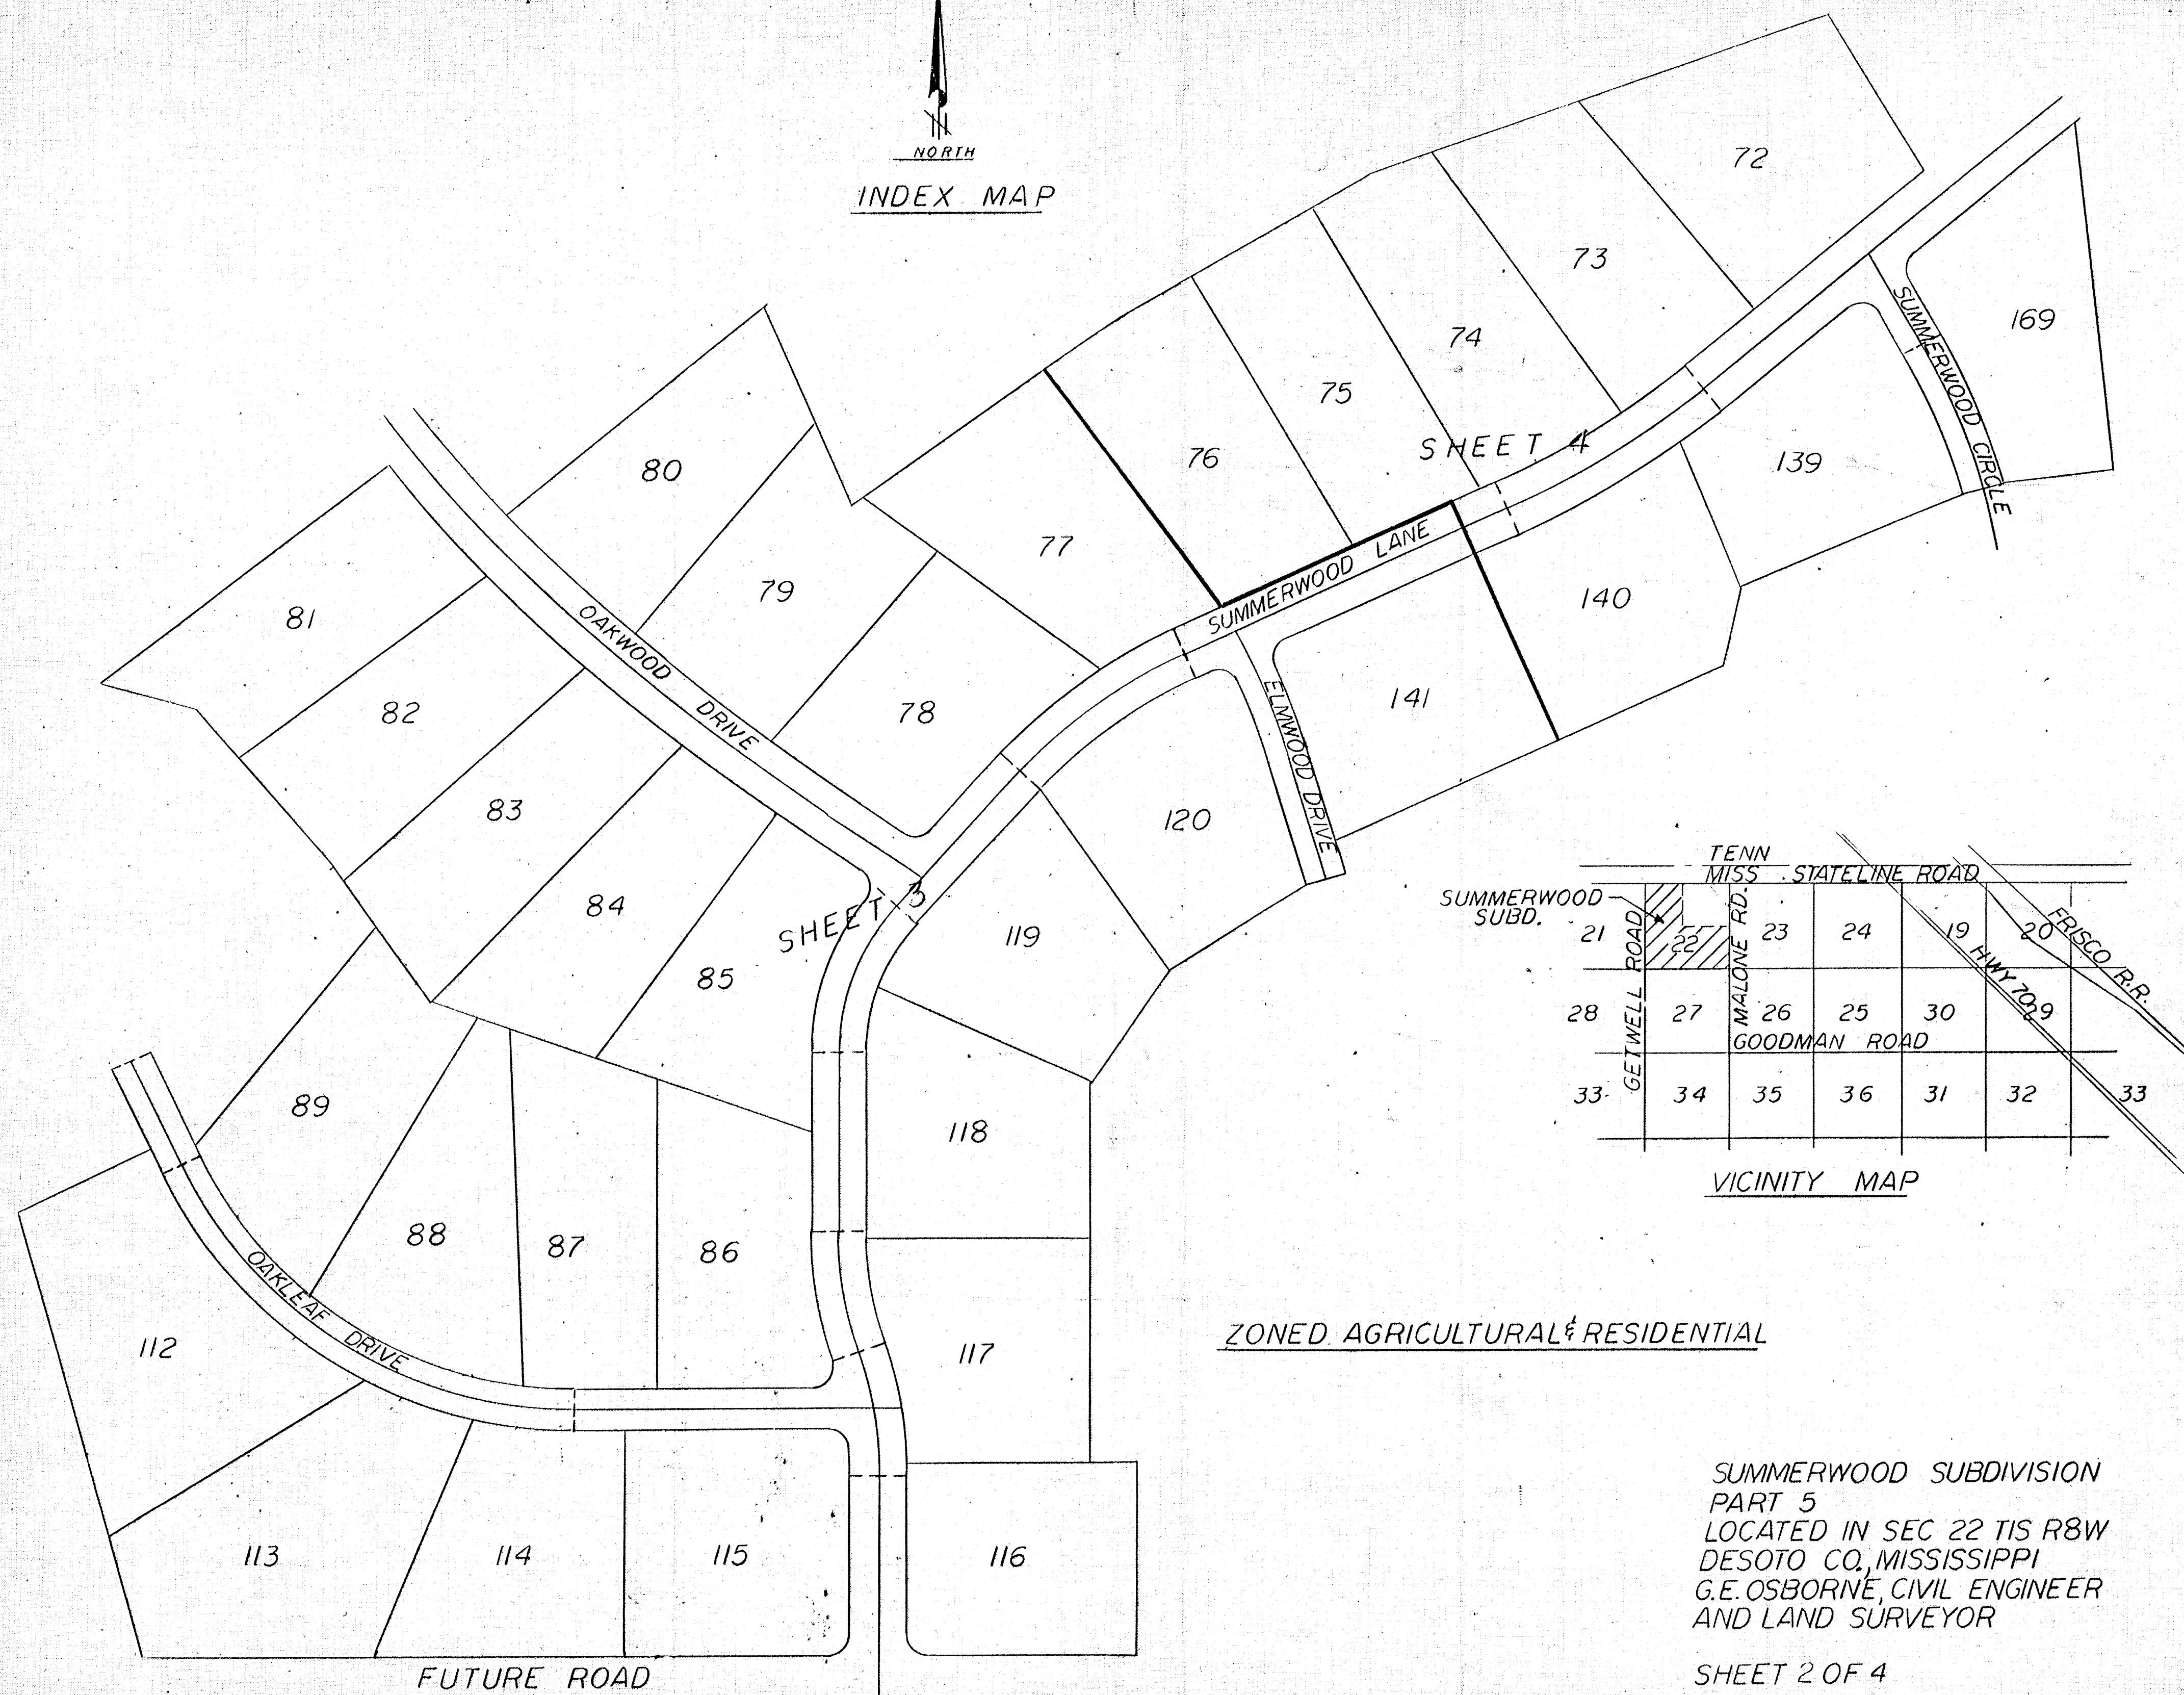 NORTH
INDEX MAP
72
73
74
75
76
77
78
79
80
81
82
83
84
85
86
87
88
89
112
113
114
115
116
117
118
119
120
139
140
141
169
SHEET 4
SHEET 3
SUMMERWOOD LANE
SUMMERWOOD CIRCLE
ELMWOOD DRIVE
OAKWOOD DRIVE
OAKLEAF DRIVE
FUTURE ROAD
TENN
MISS. STATELINE ROAD
SUMMERWOOD
SUBD.
GETWELL ROAD
MALONE RD.
FRISCO R.R.
HWY 70
21 22 23 24 19 20
28 27 26 25 30 29
GOODMAN ROAD
33 34 35 36 31 32 33
VICINITY MAP
ZONED AGRICULTURAL & RESIDENTIAL
SUMMERWOOD SUBDIVISION
PART 5
LOCATED IN SEC 22 T1S R8W
DESOTO CO., MISSISSIPPI
G.E. OSBORNE, CIVIL ENGINEER
AND LAND SURVEYOR
SHEET 2 OF 4